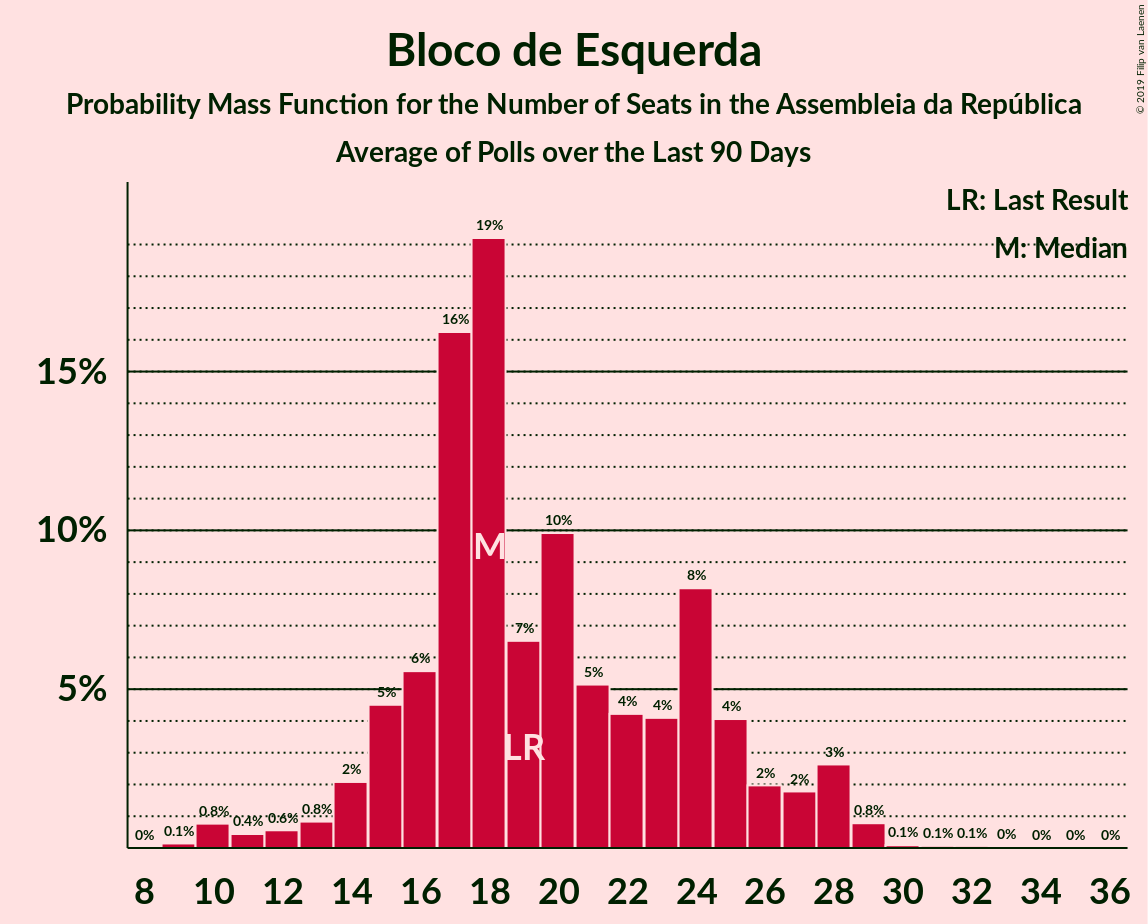 Bloco de Esquerda
Probability Mass Function for the Number of Seats in the Assembleia da República
Average of Polls over the Last 90 Days
© 2019 Filip van Laenen
LR: Last Result
M: Median
15%
10%
5%
0% 0.1% 0.8% 0.4% 0.6% 0.8% 2% 5% 6% 16% 19% 7% 10% 5% 4% 4% 8% 4% 2% 2% 3% 0.8% 0.1% 0.1% 0.1% 0% 0% 0% 0%
M
LR
8 10 12 14 16 18 20 22 24 26 28 30 32 34 36